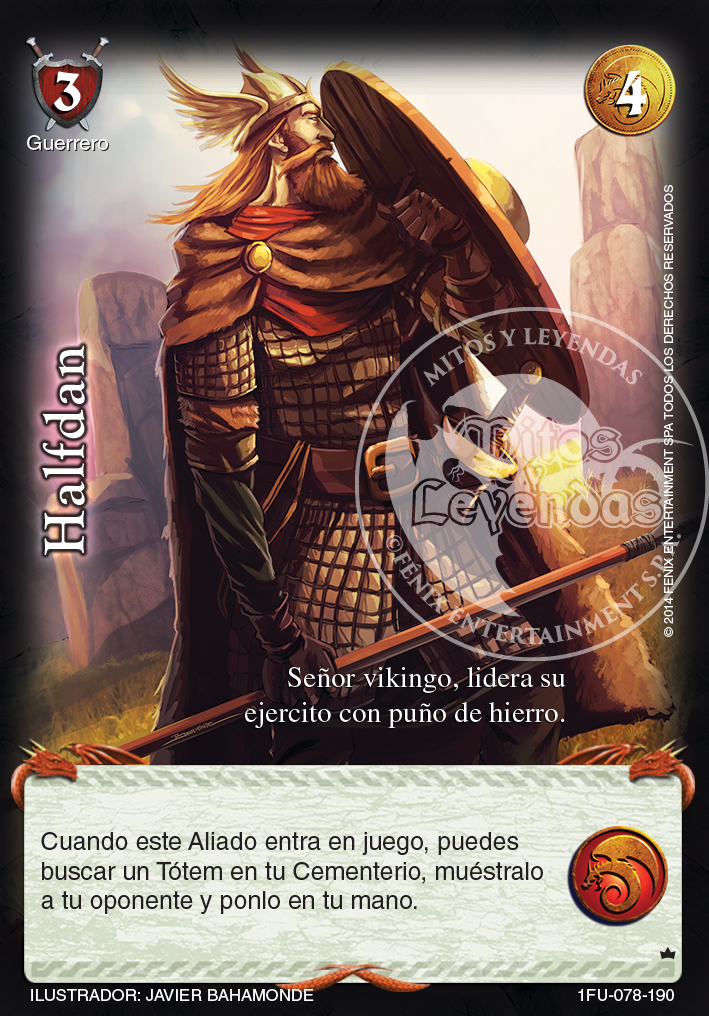 3
Guerrero
4
Halfdan
© 2014 FENIX ENTERTAINMENT SPA TODOS LOS DERECHOS RESERVADOS
MITOS Y LEYENDAS
Mitos
Leyendas
© FENIX ENTERTAINMENT S.P.A.
Señor vikingo, lidera su
ejercito con puño de hierro.
Cuando este Aliado entra en juego, puedes
buscar un Tótem en tu Cementerio, muéstralo
a tu oponente y ponlo en tu mano.
ILUSTRADOR: JAVIER BAHAMONDE
1FU-078-190